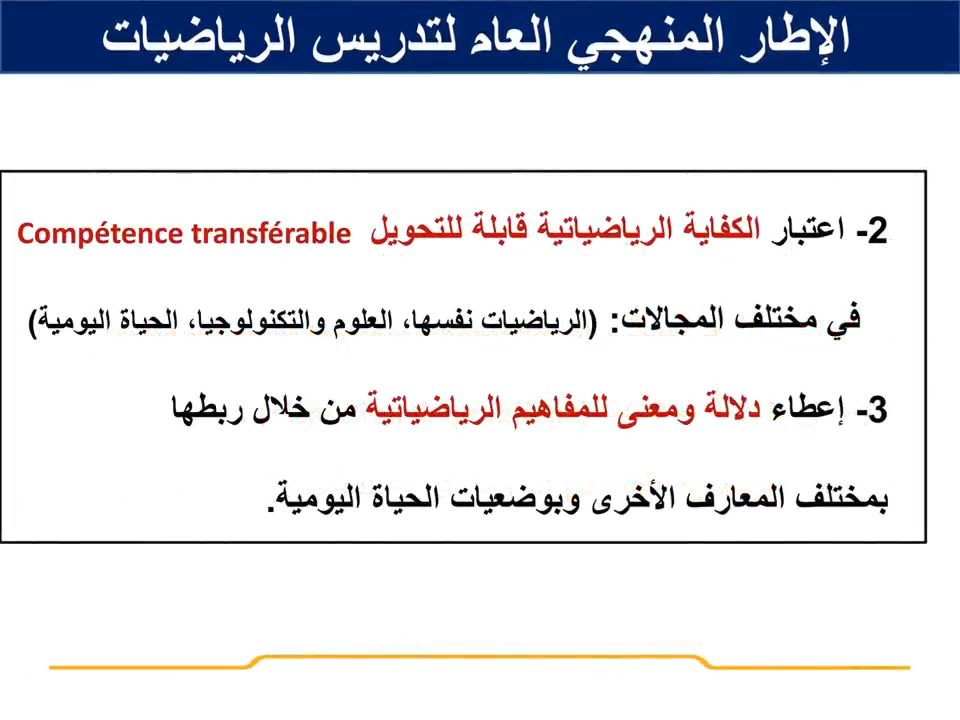 الإطار المنهجي العام لتدريس الرياضيات
2- اعتبار الكفاية الرياضياتية قابلة للتحويل Compétence transférable
في مختلف المجالات: (الرياضيات نفسها، العلوم والتكنولوجيا، الحياة اليومية)
3- إعطاء دلالة ومعنى للمفاهيم الرياضياتية من خلال ربطها
بمختلف المعارف الأخرى وبوضعيات الحياة اليومية.